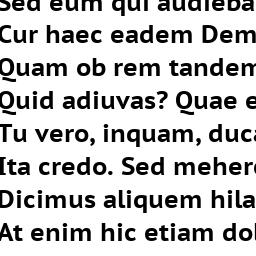 Sed eum qui audieba
Cur haec eadem Dem
Quam ob rem tandem
Quid adiuvas? Quae e
Tu vero, inquam, duca
Ita credo. Sed meher
Dicimus aliquem hila
At enim hic etiam dol